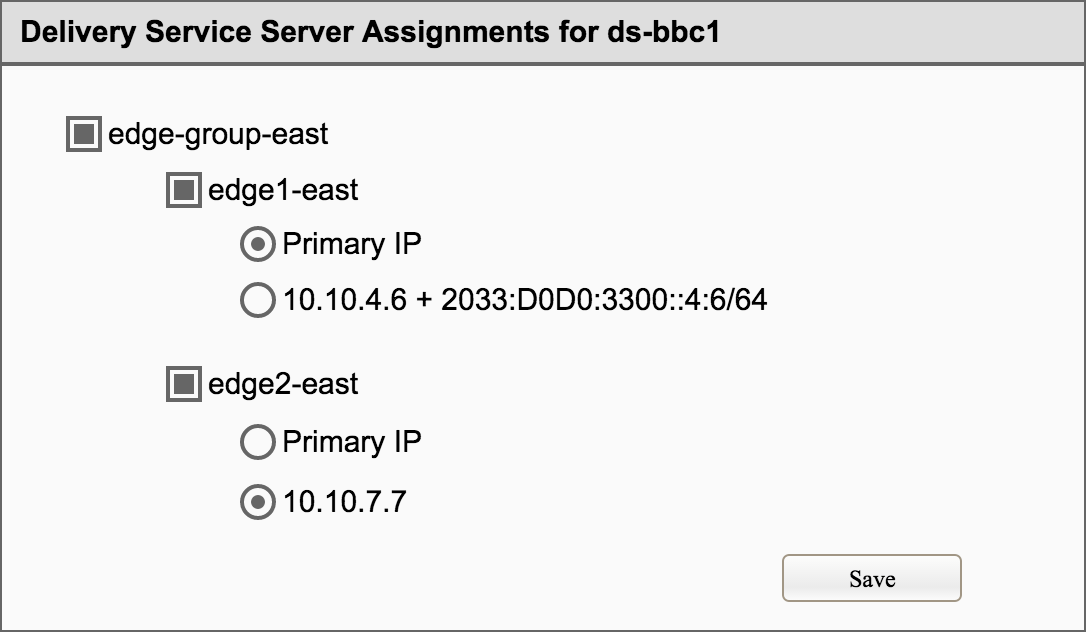 Delivery Service Server Assignments for ds-bbc1
edge-group-east
edge1-east
Primary IP
10.10.4.6 + 2033:D0D0:3300::4:6/64
edge2-east
Primary IP
10.10.7.7
Save